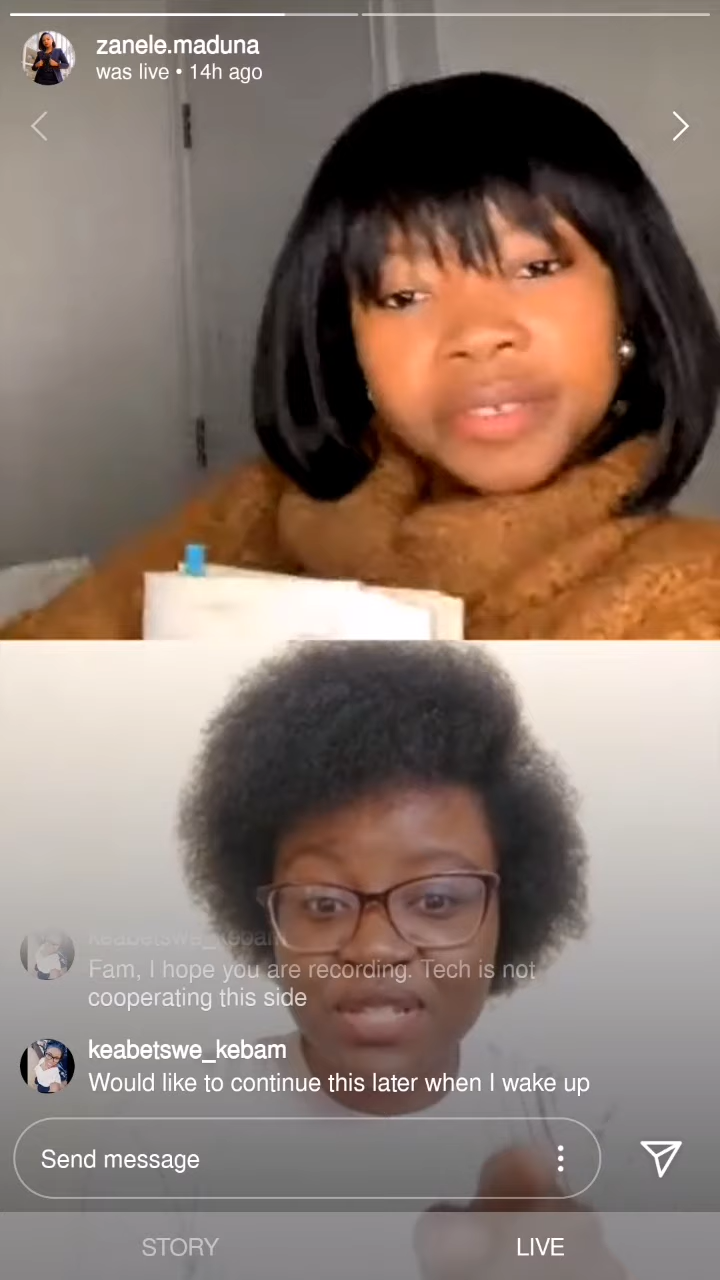 zanele.maduna
was live • 14h ago
keabetswe_kebam
Fam, I hope you are recording. Tech is not
cooperating this side
keabetswe_kebam
Would like to continue this later when I wake up
Send message
STORY
LIVE